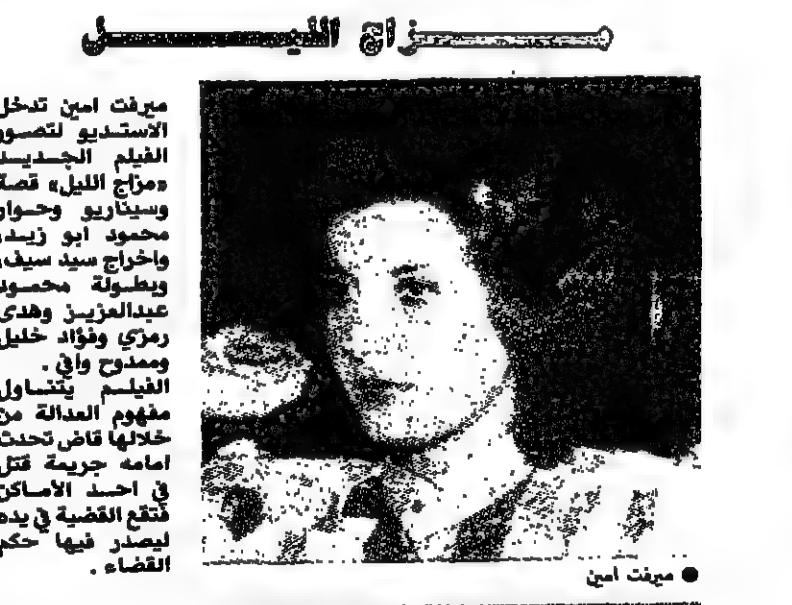 مزاج الليل
ميرفت امين تدخل
الاستديو لتصور
الفيلم الجديد
«مزاج الليل» قصة
وسيناريو وحوار
محمود ابو زيد،
واخراج سيد سيف،
وبطولة محمود
عبدالعزيز وهدى
رمزي وفؤاد خليل
وممدوح وافي .
الفيلم يتناول
مفهوم العدالة من
خلالها قاض تحدث
امامه جريمة قتل
في احد الأماكن
فتقع القضية في يده
ليصدر فيها حكم
القضاء .
● ميرفت امين